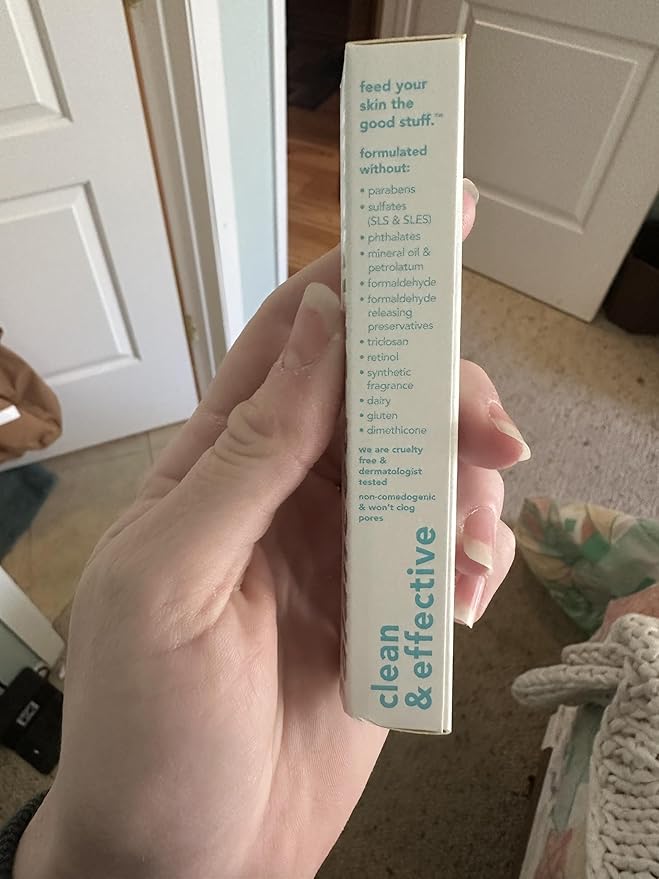 feed your
skin the
good stuff.™
formulated
without:
• parabens
• sulfates
(SLS & SLES)
• phthalates
• mineral oil &
petrolatum
• formaldehyde
• formaldehyde
releasing
preservatives
• triclosan
• retinol
• synthetic
fragrance
• dairy
• gluten
• dimethicone
we are cruelty
free &
dermatologist
tested
non-comedogenic
& won't clog
pores
clean
& effective